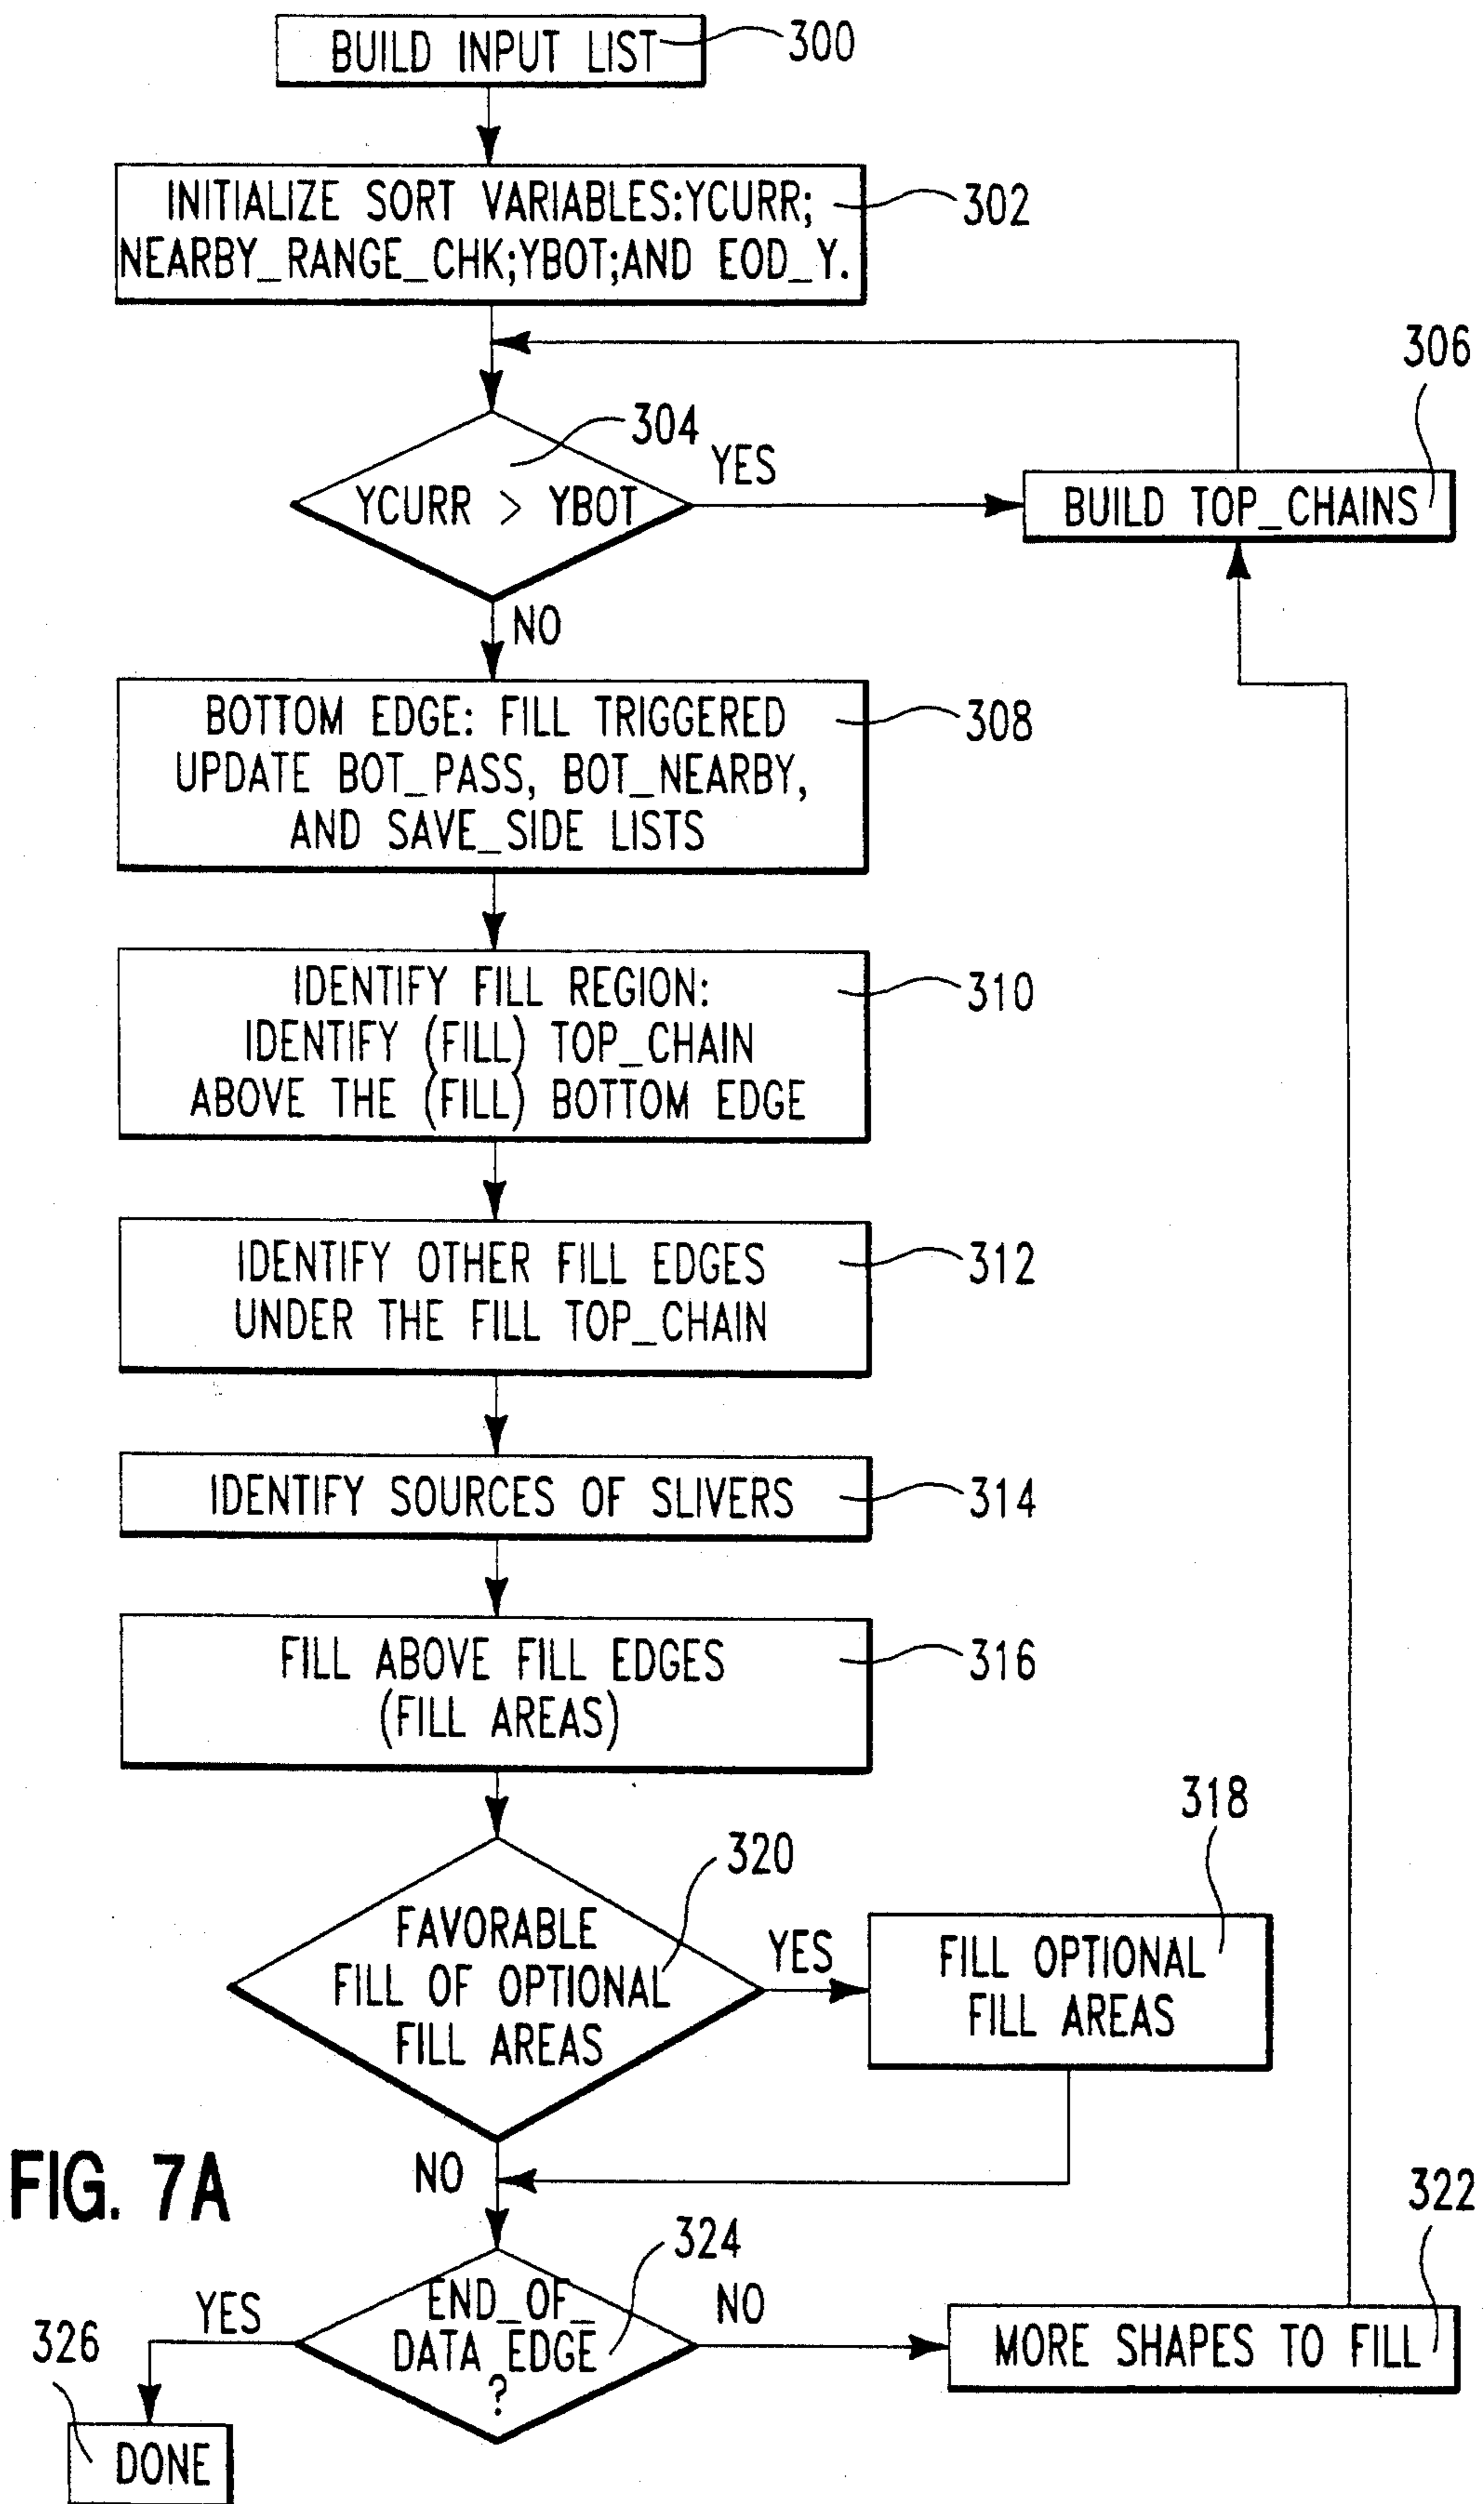 BUILD INPUT LIST
300
INITIALIZE SORT VARIABLES:YCURR;
NEARBY_RANGE_CHK;YBOT;AND EOD_Y.
302
306
304
YCURR > YBOT
YES
BUILD TOP_CHAINS
NO
BOTTOM EDGE: FILL TRIGGERED
UPDATE BOT_PASS, BOT_NEARBY,
AND SAVE_SIDE LISTS
308
IDENTIFY FILL REGION:
IDENTIFY (FILL) TOP_CHAIN
ABOVE THE (FILL) BOTTOM EDGE
310
IDENTIFY OTHER FILL EDGES
UNDER THE FILL TOP_CHAIN
312
IDENTIFY SOURCES OF SLIVERS
314
FILL ABOVE FILL EDGES
(FILL AREAS)
316
318
320
FAVORABLE
FILL OF OPTIONAL
FILL AREAS
YES
FILL OPTIONAL
FILL AREAS
NO
FIG. 7A
322
324
END_OF_
DATA_EDGE
?
YES
NO
MORE SHAPES TO FILL
326
DONE